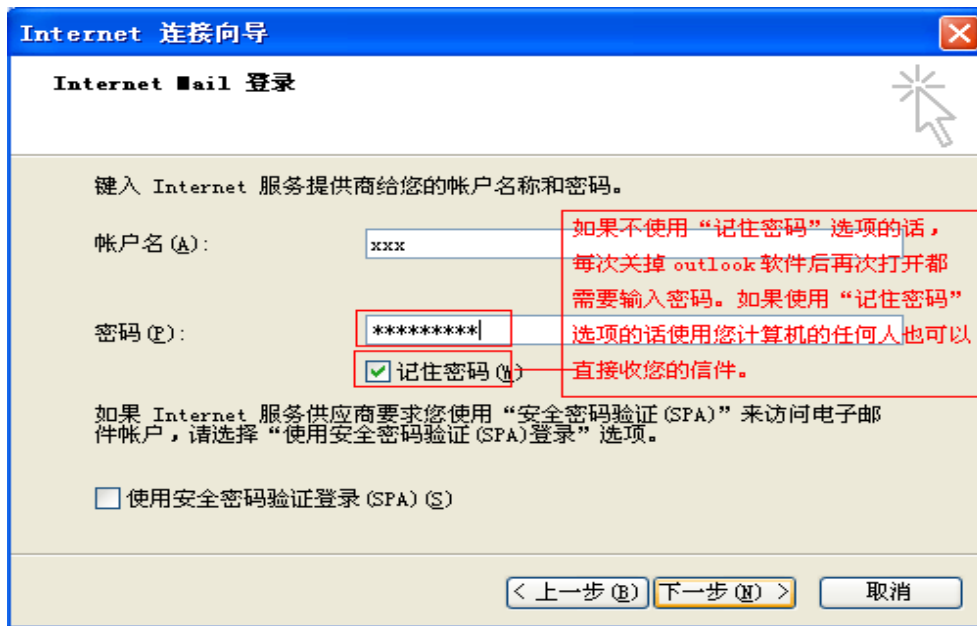 Internet 连接向导
Internet Mail 登录
键入 Internet 服务提供商给您的帐户名称和密码。
帐户名(A):
xxx
如果不使用“记住密码”选项的话，
每次关掉 outlook 软件后再次打开都
需要输入密码。如果使用“记住密码”
选项的话使用您计算机的任何人也可以
直接收您的信件。
密码(P):
*********
记住密码(W)
如果 Internet 服务供应商要求您使用“安全密码验证(SPA)”来访问电子邮
件帐户，请选择“使用安全密码验证(SPA)登录”选项。
使用安全密码验证登录(SPA)(S)
< 上一步(B)
下一步(N) >
取消